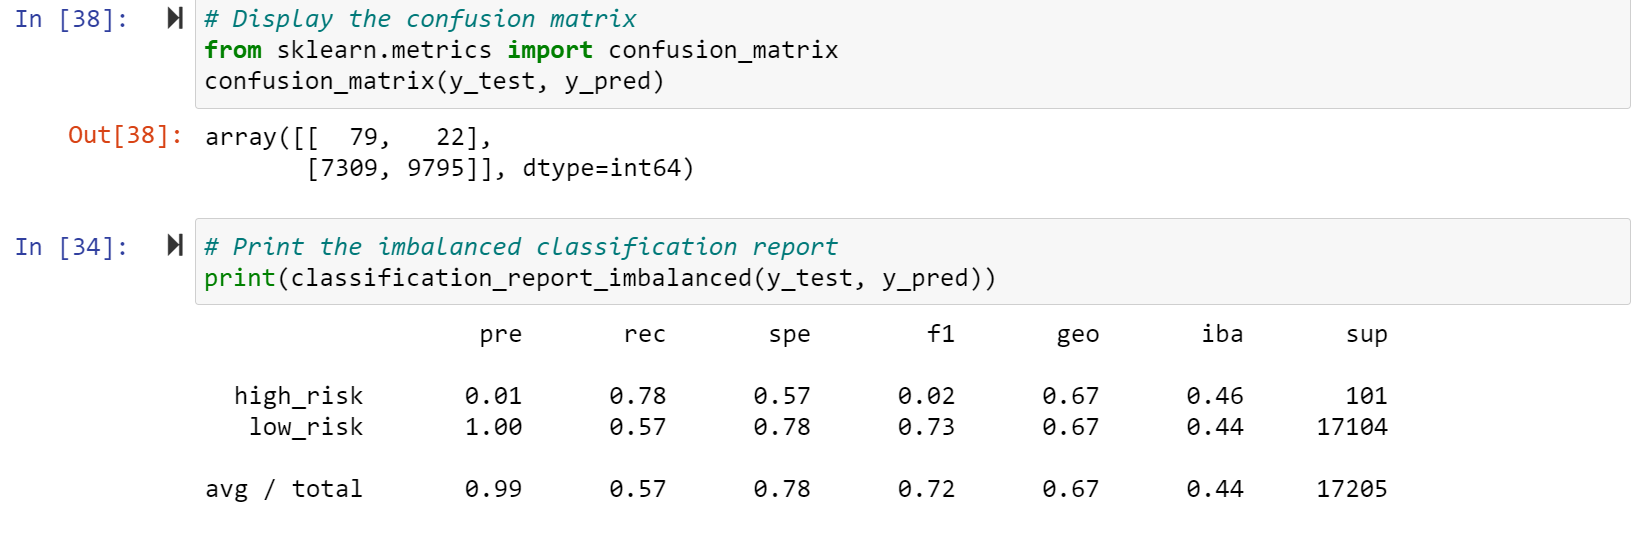 In [38]: # Display the confusion matrix
from sklearn.metrics import confusion_matrix
confusion_matrix(y_test, y_pred)
Out[38]: array([[ 79, 22],
[7309, 9795]], dtype=int64)
In [34]: # Print the imbalanced classification report
print(classification_report_imbalanced(y_test, y_pred))
pre rec spe f1 geo iba sup
high_risk 0.01 0.78 0.57 0.02 0.67 0.46 101
low_risk 1.00 0.57 0.78 0.73 0.67 0.44 17104
avg / total 0.99 0.57 0.78 0.72 0.67 0.44 17205